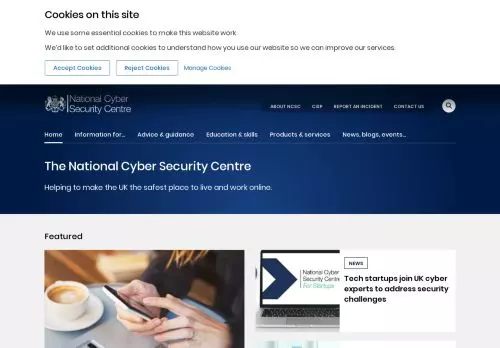 Cookies on this site
We use some essential cookies to make this website work.
We'd like to set additional cookies to understand how you use our website so we can improve our services.
Accept Cookies
Reject Cookies
Manage Cookies
National Cyber
Security Centre
ABOUT NCSC
CISP
REPORT AN INCIDENT
CONTACT US
Home
Information for...
Advice & guidance
Education & skills
Products & services
News, blogs, events...
The National Cyber Security Centre
Helping to make the UK the safest place to live and work online.
Featured
National Cyber
Security Centre
For Startups
NEWS
Tech startups join UK cyber
experts to address security
challenges